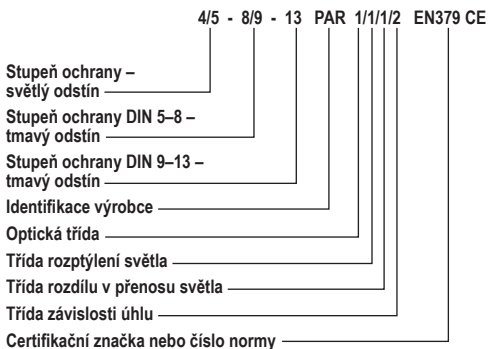 4/5 - 8/9 - 13 PAR 1/1/1/2 EN379 CE
Stupeň ochrany –
světlý odstín
Stupeň ochrany DIN 5–8 –
tmavý odstín
Stupeň ochrany DIN 9–13 –
tmavý odstín
Identifikace výrobce
Optická třída
Třída rozptýlení světla
Třída rozdílu v přenosu světla
Třída závislosti úhlu
Certifikační značka nebo číslo normy